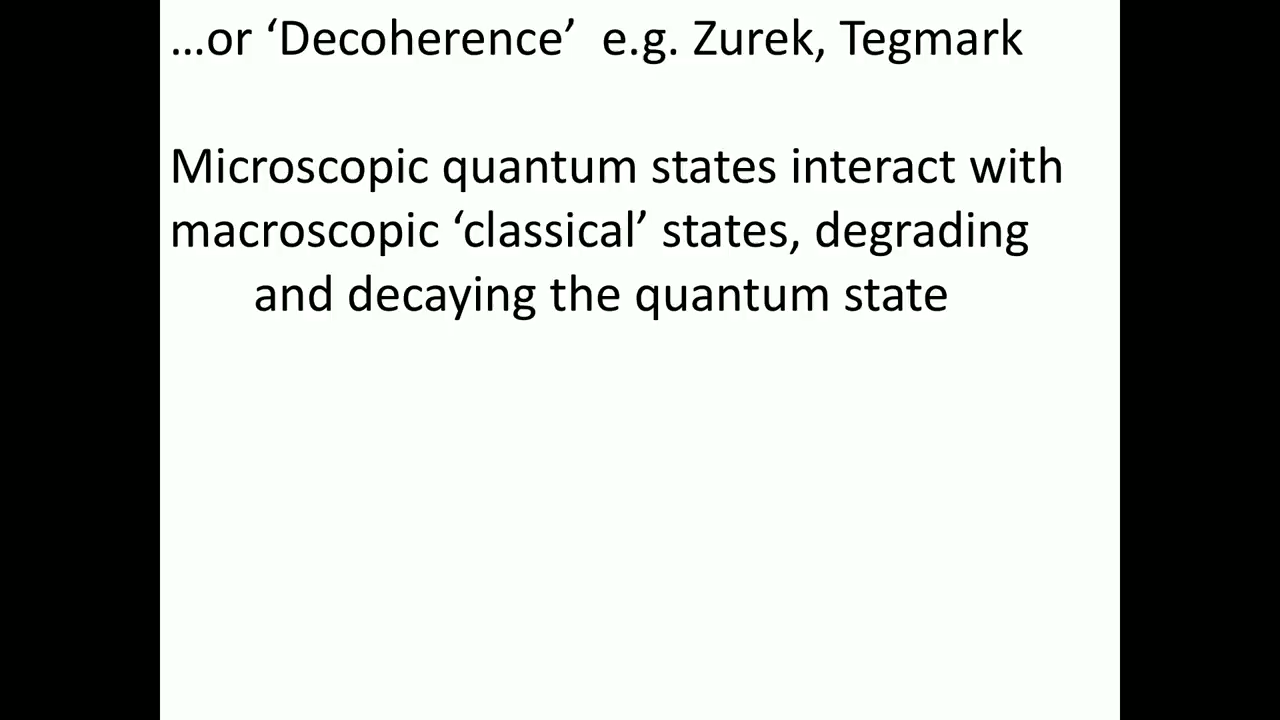 …or ‘Decoherence’  e.g. Zurek, Tegmark
Microscopic quantum states interact with
macroscopic ‘classical’ states, degrading
and decaying the quantum state